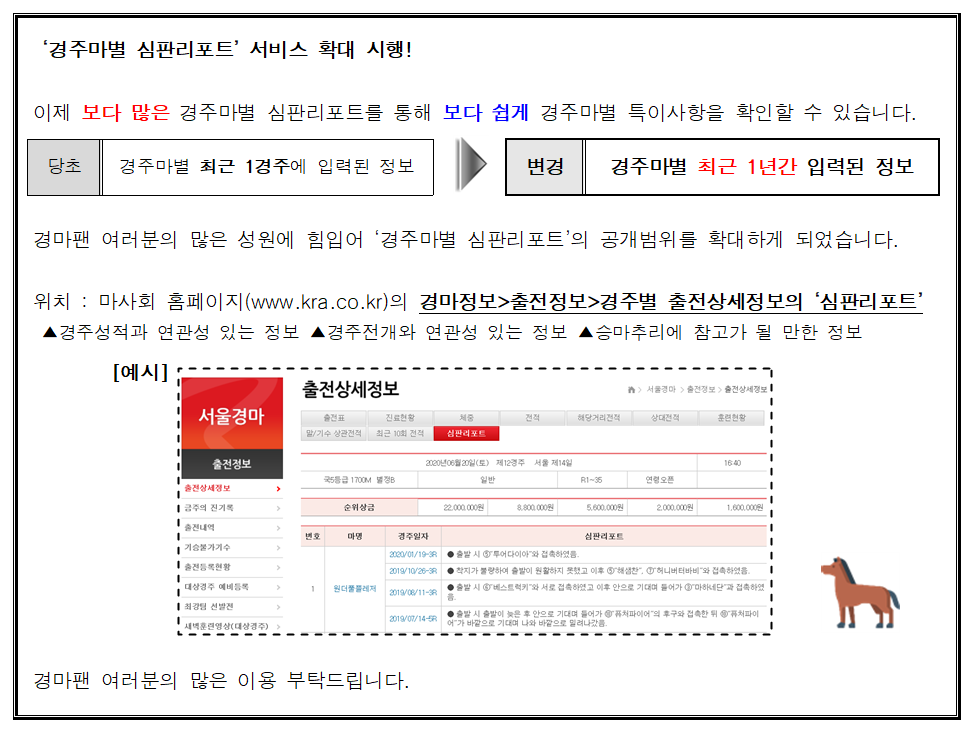 ‘경주마별 심판리포트’ 서비스 확대 시행!
이제 보다 많은 경주마별 심판리포트를 통해 보다 쉽게 경주마별 특이사항을 확인할 수 있습니다.
당초 경주마별 최근 1경주에 입력된 정보 변경 경주마별 최근 1년간 입력된 정보
경마팬 여러분의 많은 성원에 힘입어 ‘경주마별 심판리포트’의 공개범위를 확대하게 되었습니다.
위치 : 마사회 홈페이지(www.kra.co.kr)의 경마정보>출전정보>경주별 출전상세정보의 ‘심판리포트’
▲경주성적과 연관성 있는 정보 ▲경주전개와 연관성 있는 정보 ▲승마추리에 참고가 될 만한 정보
[예시]
서울경마
출전정보
출전상세정보 >
금주의 진기록 >
출전내역 >
기승불가기수 >
출전등록현황 >
대상경주 예비등록 >
최강팀 선발전 >
새벽훈련영상(대상경주) >
출전상세정보
> 서울경마 > 출전정보 > 출전상세정보
출전표 진료현황 체중 전적 해당거리전적 상대전적 훈련현황
말/기수 상관전적 최근 10회 전적 심판리포트
2020년06월20일(토) 제12경주 서울 제14일 16:40
국5등급 1700M 별정B 일반 R1~35 연령오픈
순위상금 22,000,000원 8,800,000원 5,600,000원 2,000,000원 1,600,000원
번호 마명 경주일자 심판리포트
1 원더풀플레저
2020/01/19-3R ● 출발 시 ⑤"투어다이아"와 접촉하였음.
2019/10/26-3R ● 착지가 불량하여 출발이 원활하지 못했고 이후 ⑤"해샘찬", ⑦"허니버터바비"와 접촉하였음.
2019/08/11-3R ● 출발 시 ⑥"베스트럭키"와 서로 접촉하였고 이후 안으로 기대며 들어가 ③"마하네단"과 접촉하였음.
2019/07/14-5R ● 출발 시 출발이 늦은 후 안으로 기대며 들어가 ⑩"퓨처파이어"의 후구와 접촉한 뒤 ⑩"퓨처파이어"가 바깥으로 기대며 나와 바깥으로 밀려나갔음.
경마팬 여러분의 많은 이용 부탁드립니다.